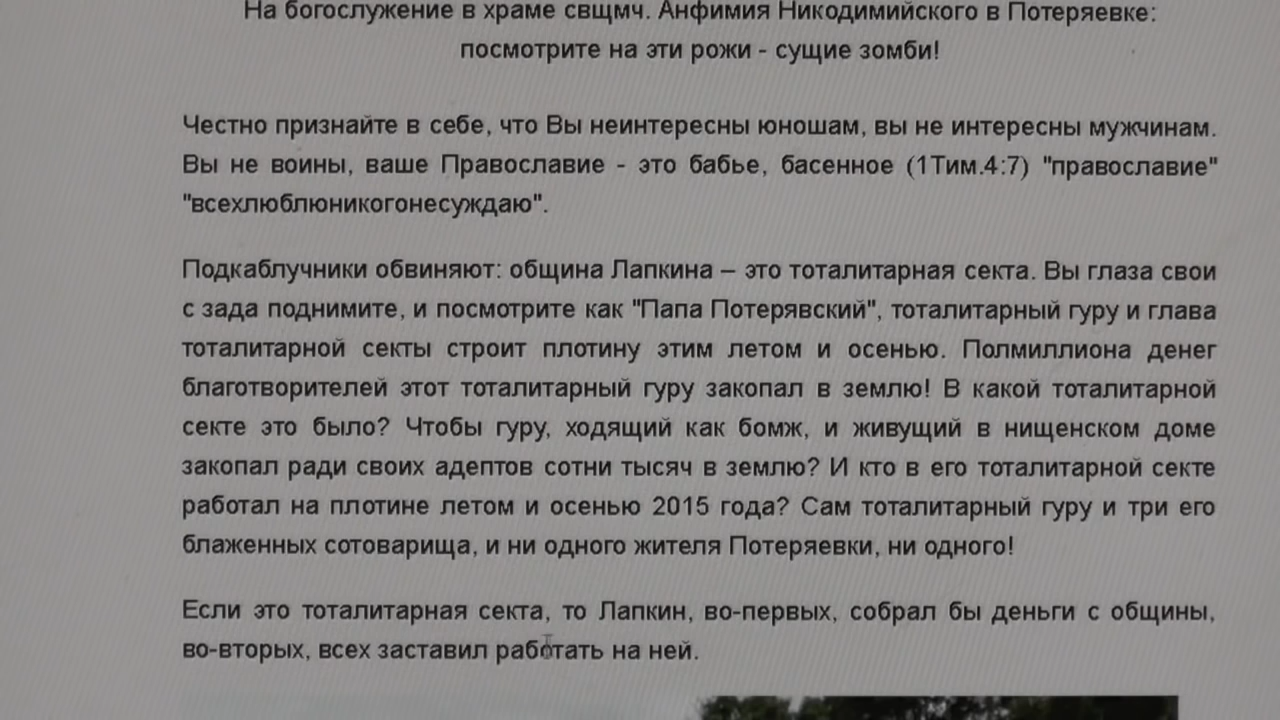 На богослужение в храме свщмч. Анфимия Никодимийского в Потеряевке:
посмотрите на эти рожи - сущие зомби!
Честно признайте в себе, что Вы неинтересны юношам, вы не интересны мужчинам.
Вы не воины, ваше Православие - это бабье, басенное (1Тим.4:7) "православие"
"всехлюблюникогонесуждаю".
Подкаблучники обвиняют: община Лапкина – это тоталитарная секта. Вы глаза свои
с зада поднимите, и посмотрите как "Папа Потерявский", тоталитарный гуру и глава
тоталитарной секты строит плотину этим летом и осенью. Полмиллиона денег
благотворителей этот тоталитарный гуру закопал в землю! В какой тоталитарной
секте это было? Чтобы гуру, ходящий как бомж, и живущий в нищенском доме
закопал ради своих адептов сотни тысяч в землю? И кто в его тоталитарной секте
работал на плотине летом и осенью 2015 года? Сам тоталитарный гуру и три его
блаженных сотоварища, и ни одного жителя Потеряевки, ни одного!
Если это тоталитарная секта, то Лапкин, во-первых, собрал бы деньги с общины,
во-вторых, всех заставил работать на ней.